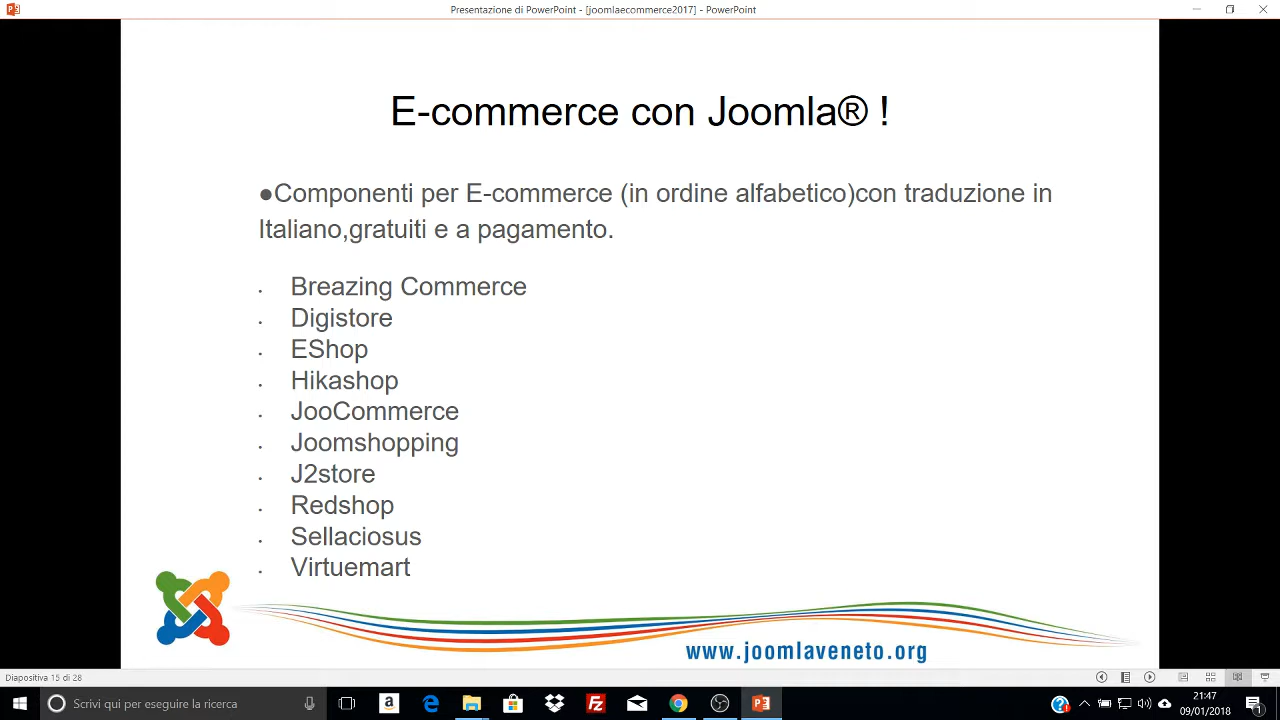 Presentazione di PowerPoint - [joomlaecommerce2017] - PowerPoint
E-commerce con Joomla® !
●Componenti per E-commerce (in ordine alfabetico)con traduzione in
Italiano,gratuiti e a pagamento.
• Breazing Commerce
• Digistore
• EShop
• Hikashop
• JooCommerce
• Joomshopping
• J2store
• Redshop
• Sellaciosus
• Virtuemart
www.joomlaveneto.org
Diapositiva 15 di 28
Scrivi qui per eseguire la ricerca
21:47
09/01/2018